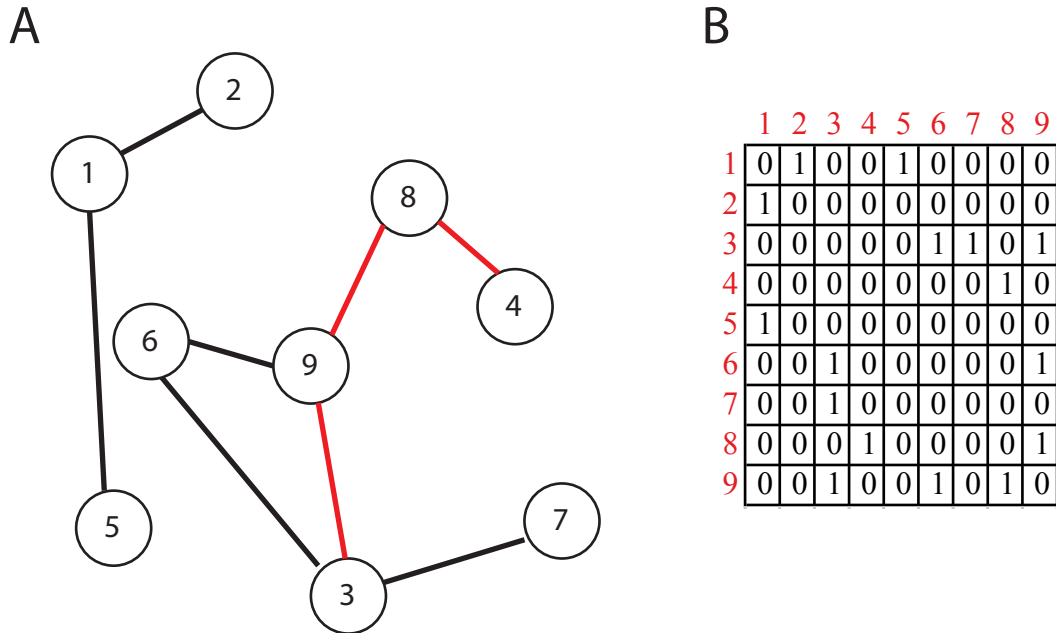 A
2
1
8
4
6
9
5
7
3
B
1 2 3 4 5 6 7 8 9
1 0 1 0 0 1 0 0 0 0
2 1 0 0 0 0 0 0 0 0
3 0 0 0 0 0 1 1 0 1
4 0 0 0 0 0 0 0 1 0
5 1 0 0 0 0 0 0 0 0
6 0 0 1 0 0 0 0 0 1
7 0 0 1 0 0 0 0 0 0
8 0 0 0 1 0 0 0 0 1
9 0 0 1 0 0 1 0 1 0